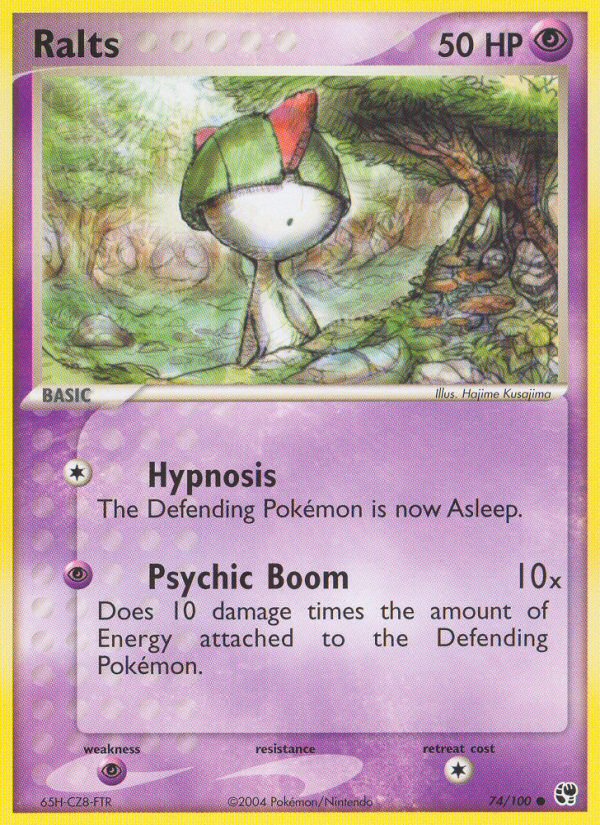 Ralts
50 HP
BASIC
Illus. Hajime Kusajima
Hypnosis
The Defending Pokémon is now Asleep.
Psychic Boom
10x
Does 10 damage times the amount of
Energy attached to the Defending
Pokémon.
weakness
resistance
retreat cost
65H-CZ8-FTR
©2004 Pokémon/Nintendo
74/100